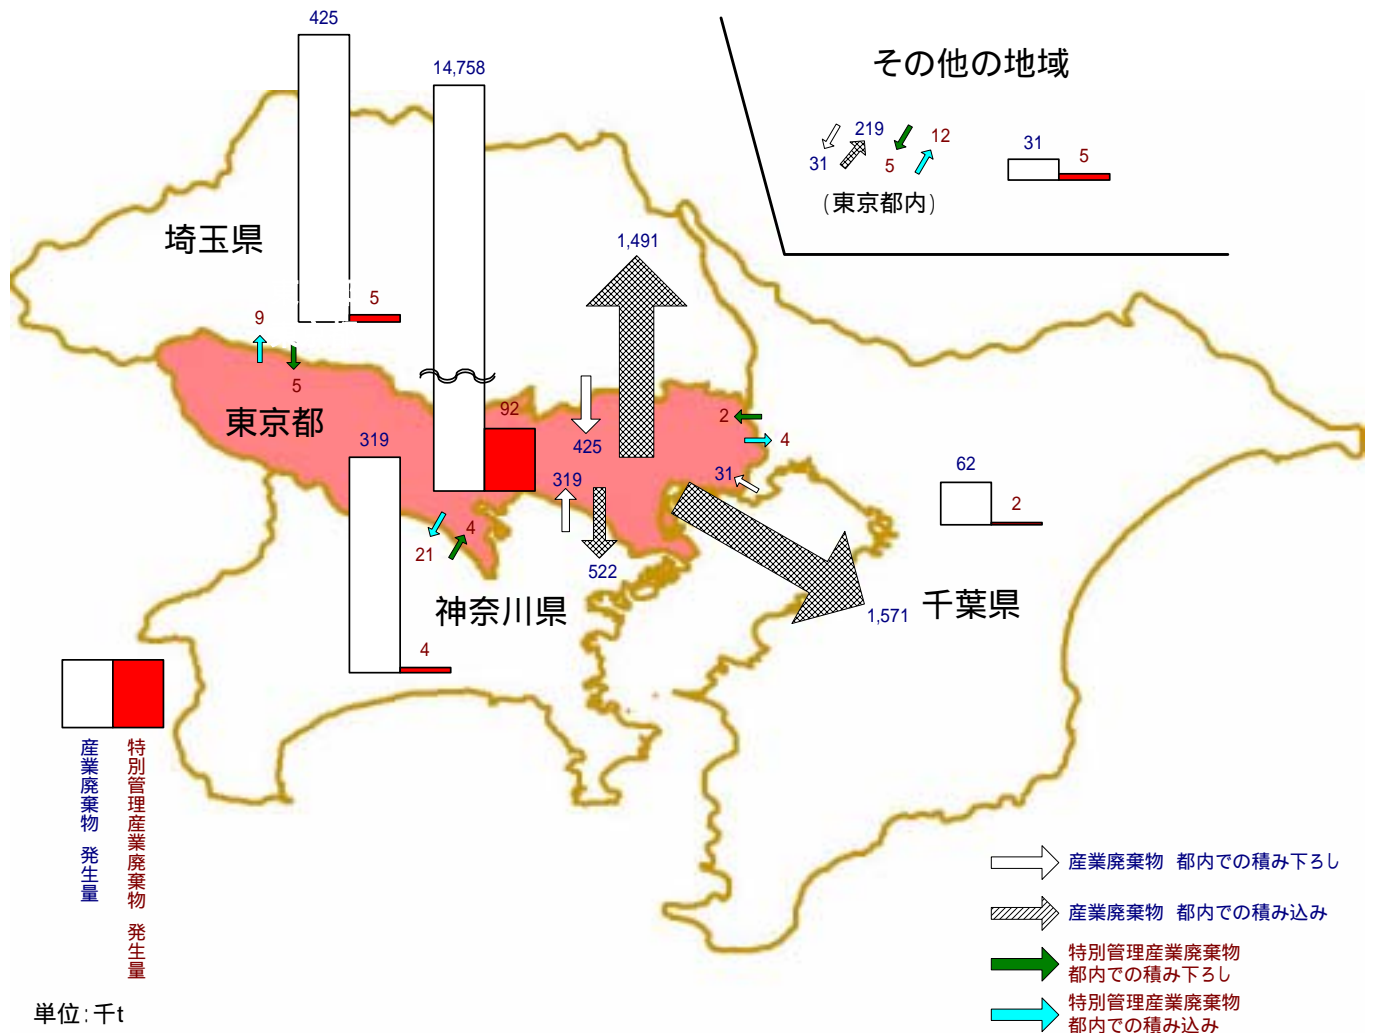 425
14,758
その他の地域
219
12
31
5
31
5
(東京都内)
埼玉県
1,491
5
9
5
東京都
319
92
425
319
2
4
31
62
2
4
21
522
神奈川県
1,571
千葉県
4
産業廃棄物 発生量
特別管理産業廃棄物 発生量
産業廃棄物 都内での積み下ろし
産業廃棄物 都内での積み込み
特別管理産業廃棄物
都内での積み下ろし
特別管理産業廃棄物
都内での積み込み
単位:千t